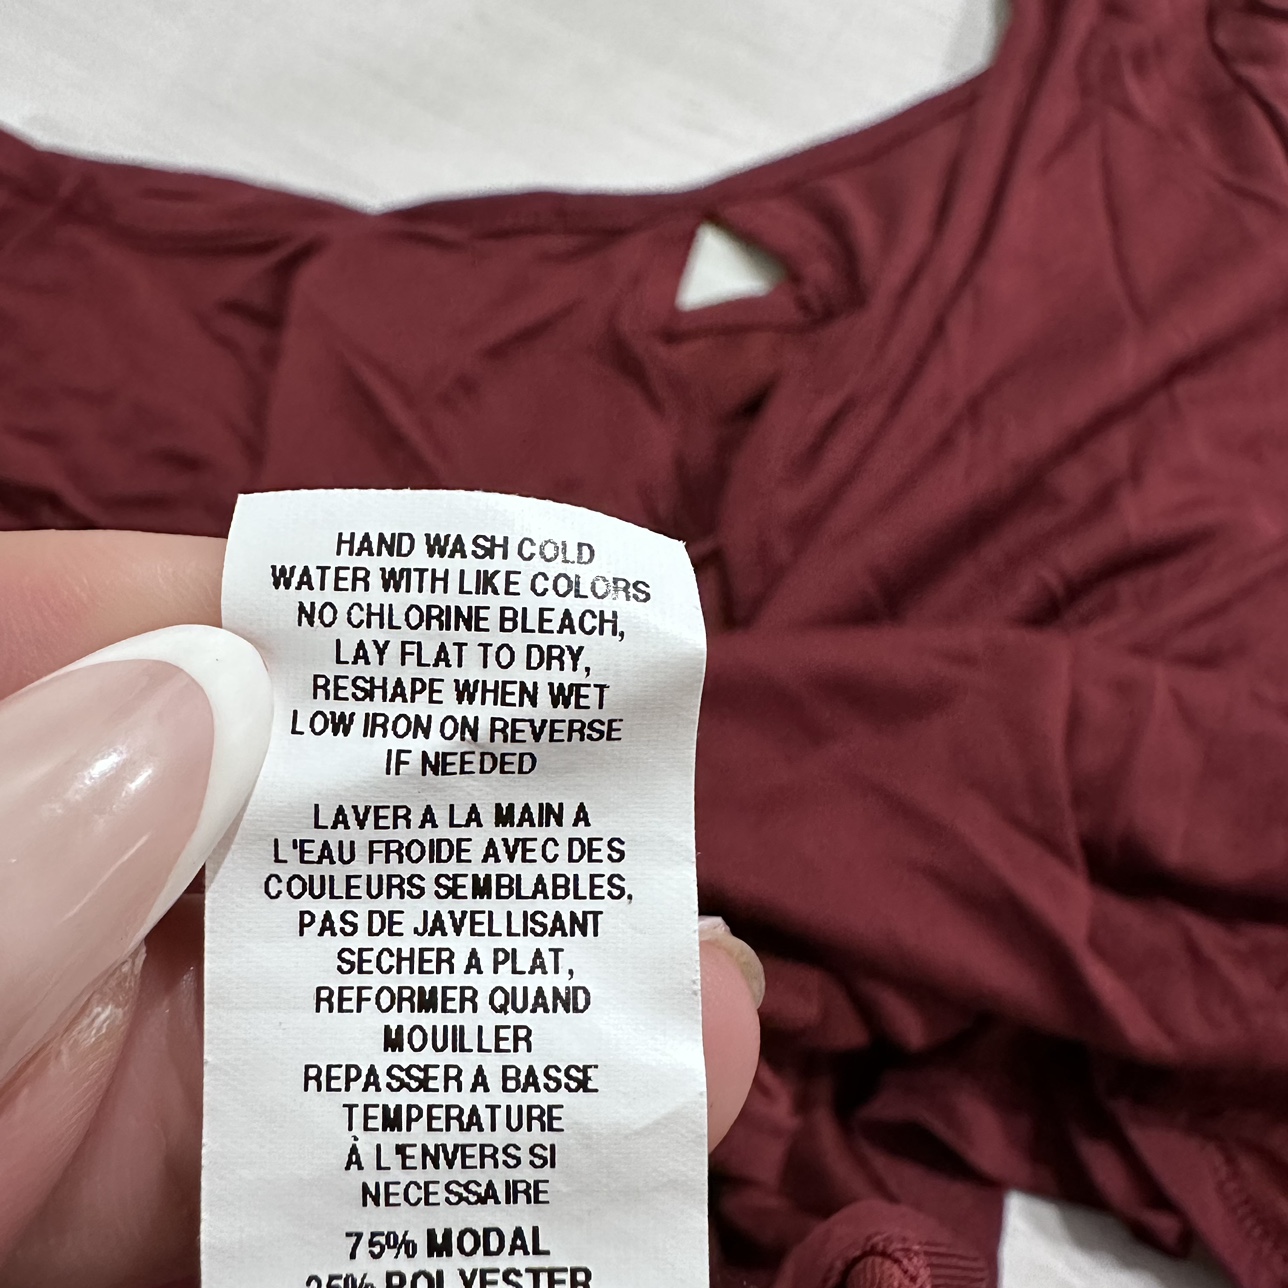 HAND WASH COLD
WATER WITH LIKE COLORS
NO CHLORINE BLEACH,
LAY FLAT TO DRY,
RESHAPE WHEN WET
LOW IRON ON REVERSE
IF NEEDED
LAVER A LA MAIN A
L'EAU FROIDE AVEC DES
COULEURS SEMBLABLES,
PAS DE JAVELLISANT
SECHER A PLAT,
REFORMER QUAND
MOUILLER
REPASSER A BASSE
TEMPERATURE
À L'ENVERS SI
NECESSAIRE
75% MODAL
25% POLYESTER